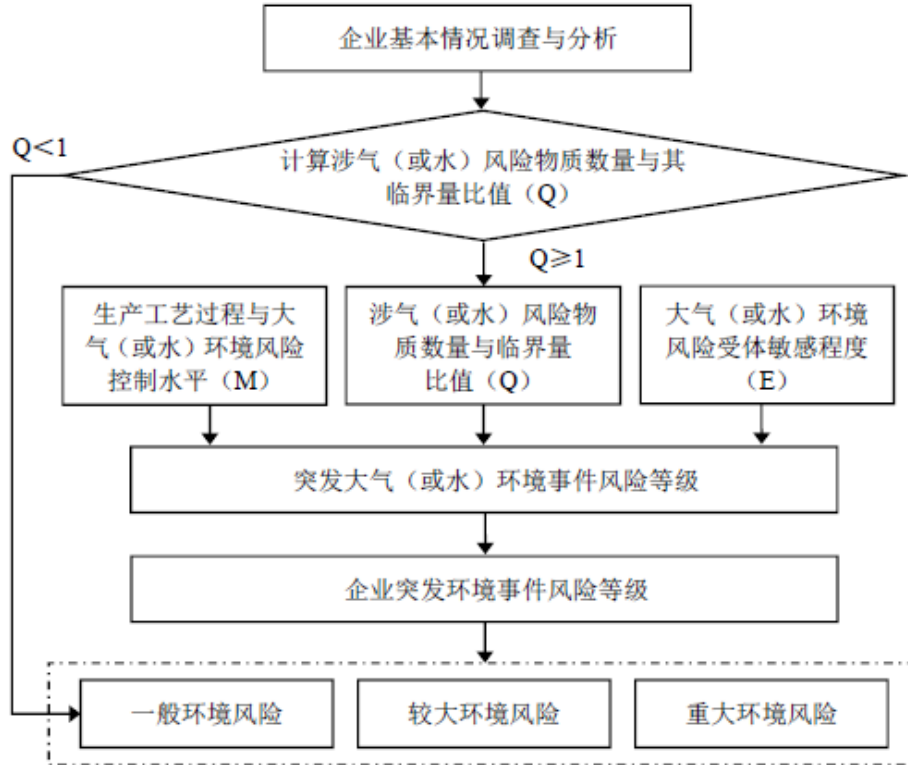 企业基本情况调查与分析
Q<1
计算涉气（或水）风险物质数量与其
临界量比值（Q）
Q≥1
生产工艺过程与大
气（或水）环境风险
控制水平（M）
涉气（或水）风险物
质数量与临界量
比值（Q）
大气（或水）环境
风险受体敏感程度
（E）
突发大气（或水）环境事件风险等级
企业突发环境事件风险等级
一般环境风险
较大环境风险
重大环境风险